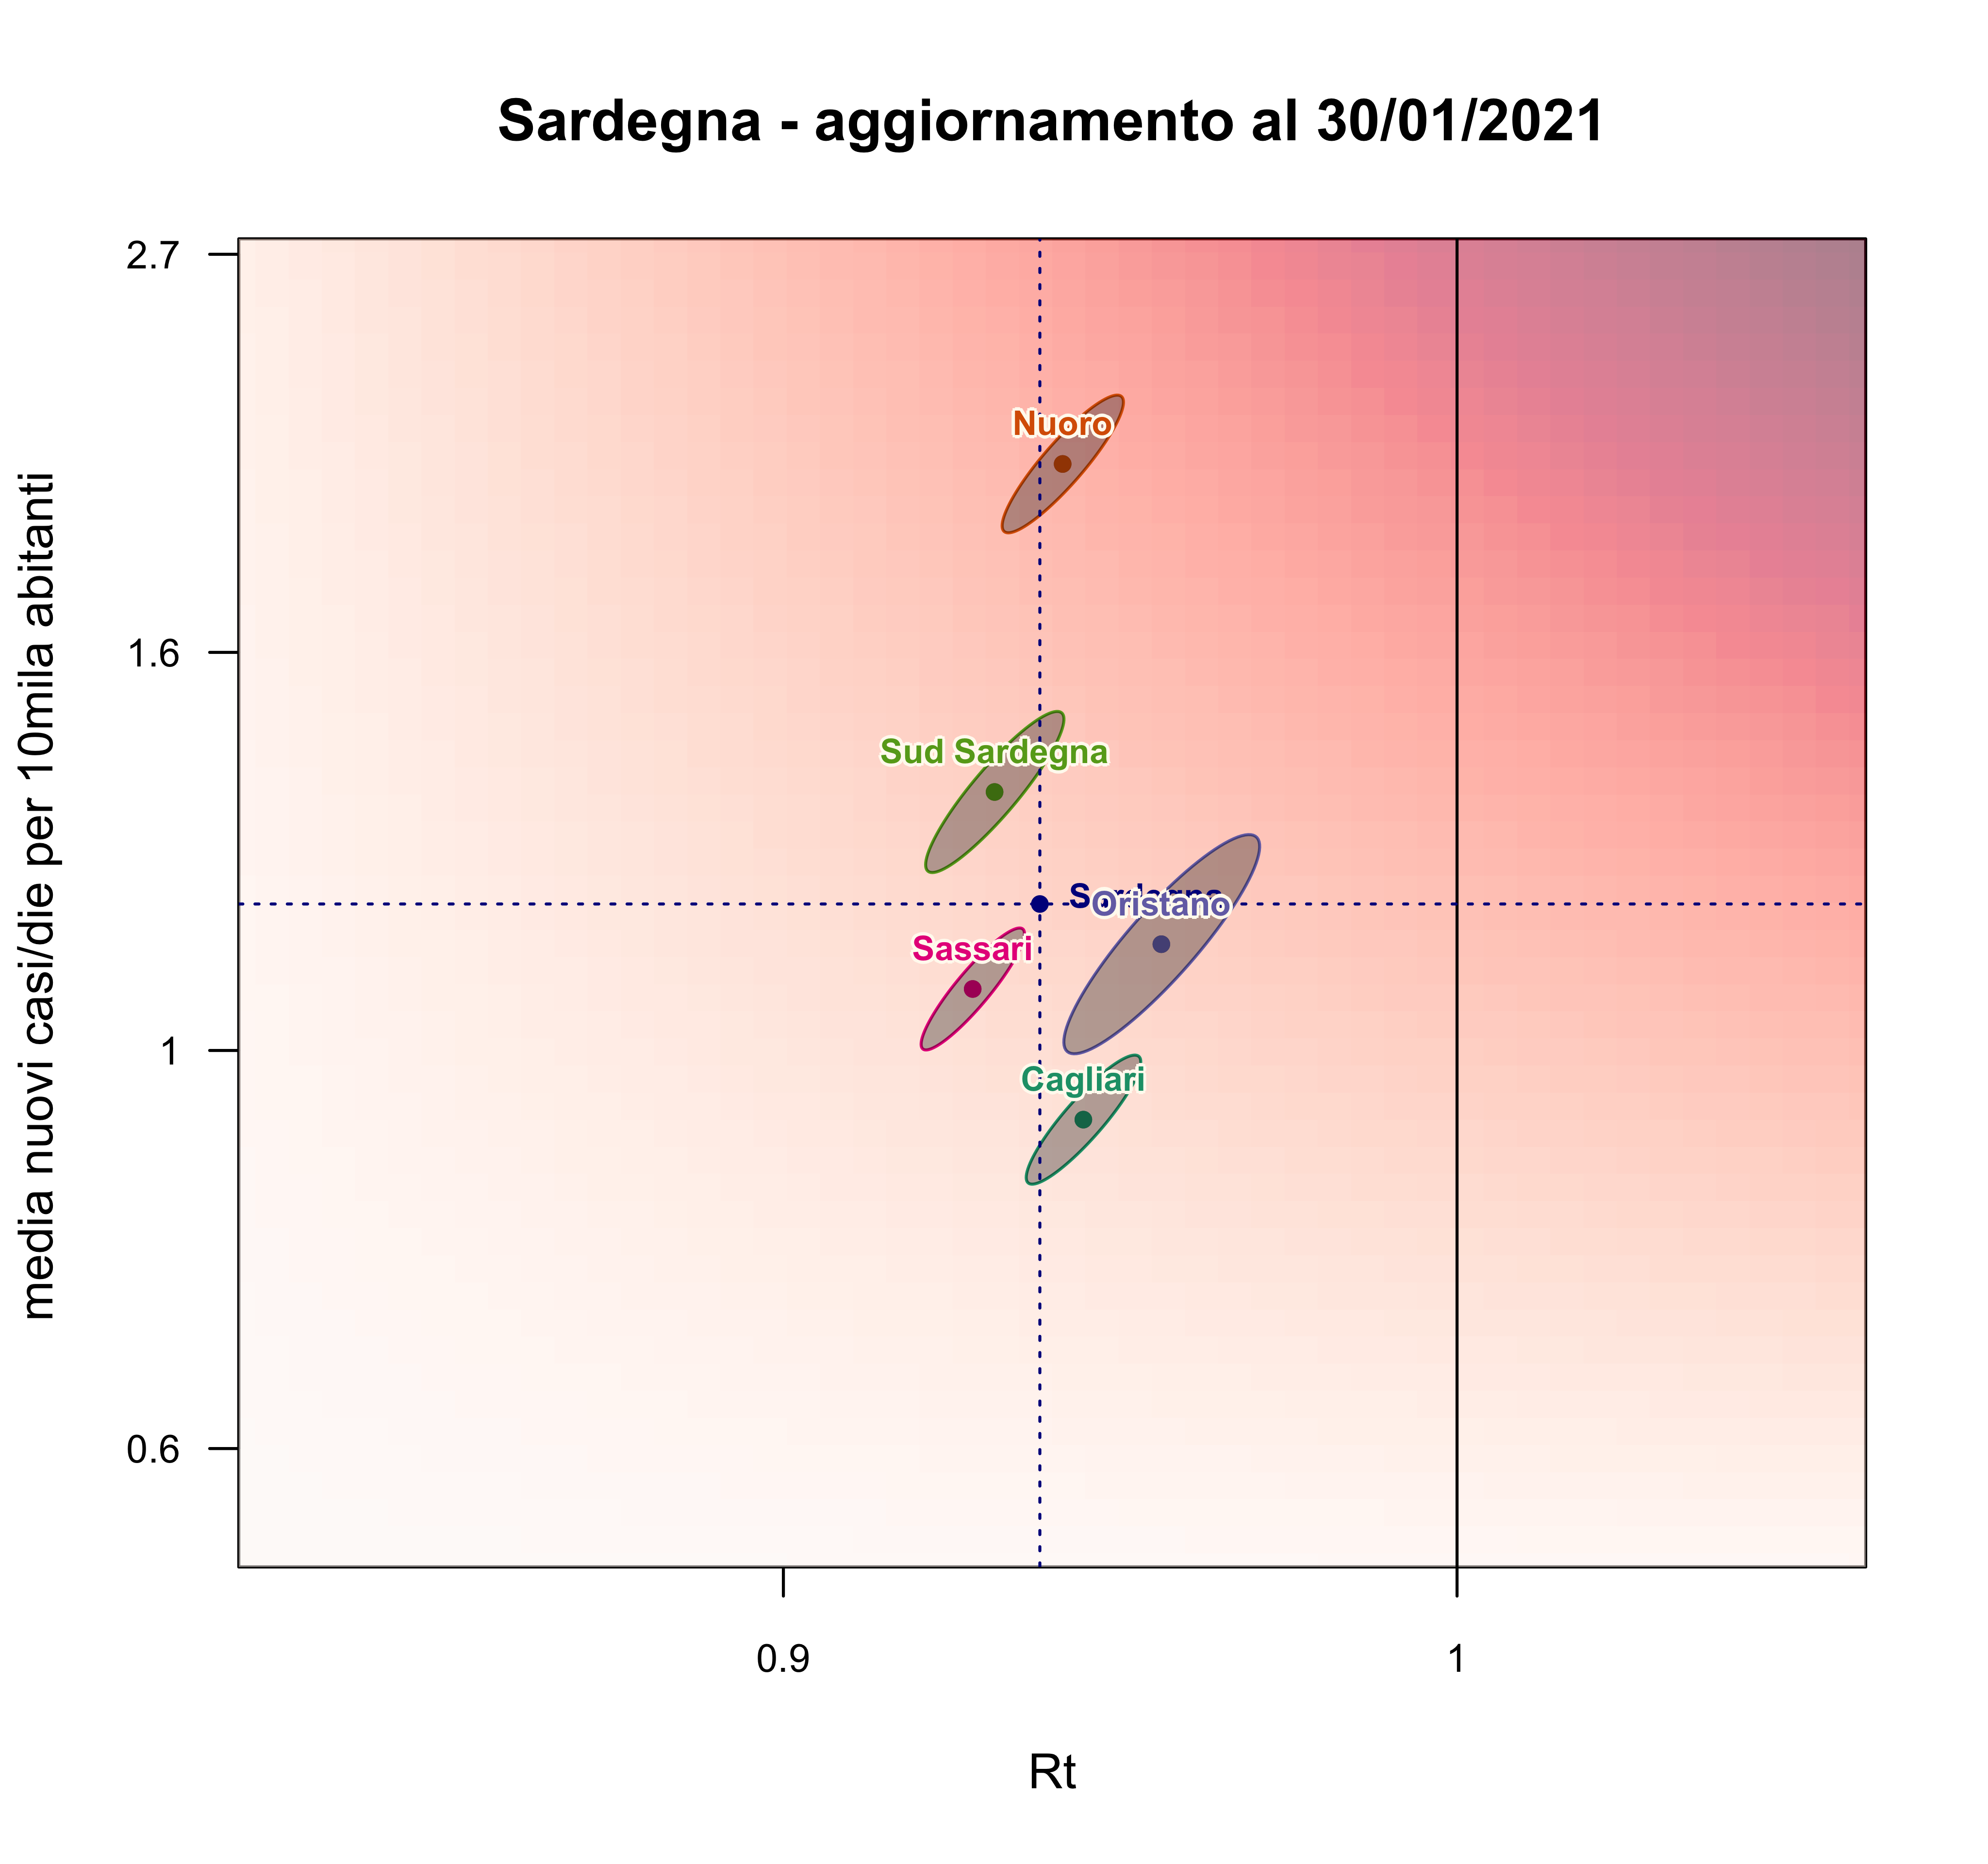 Sardegna - aggiornamento al 30/01/2021
media nuovi casi/die per 10mila abitanti
2.7
1.6
1
0.6
Nuoro
Sud Sardegna
Sardegna
Oristano
Sassari
Cagliari
0.9
1
Rt